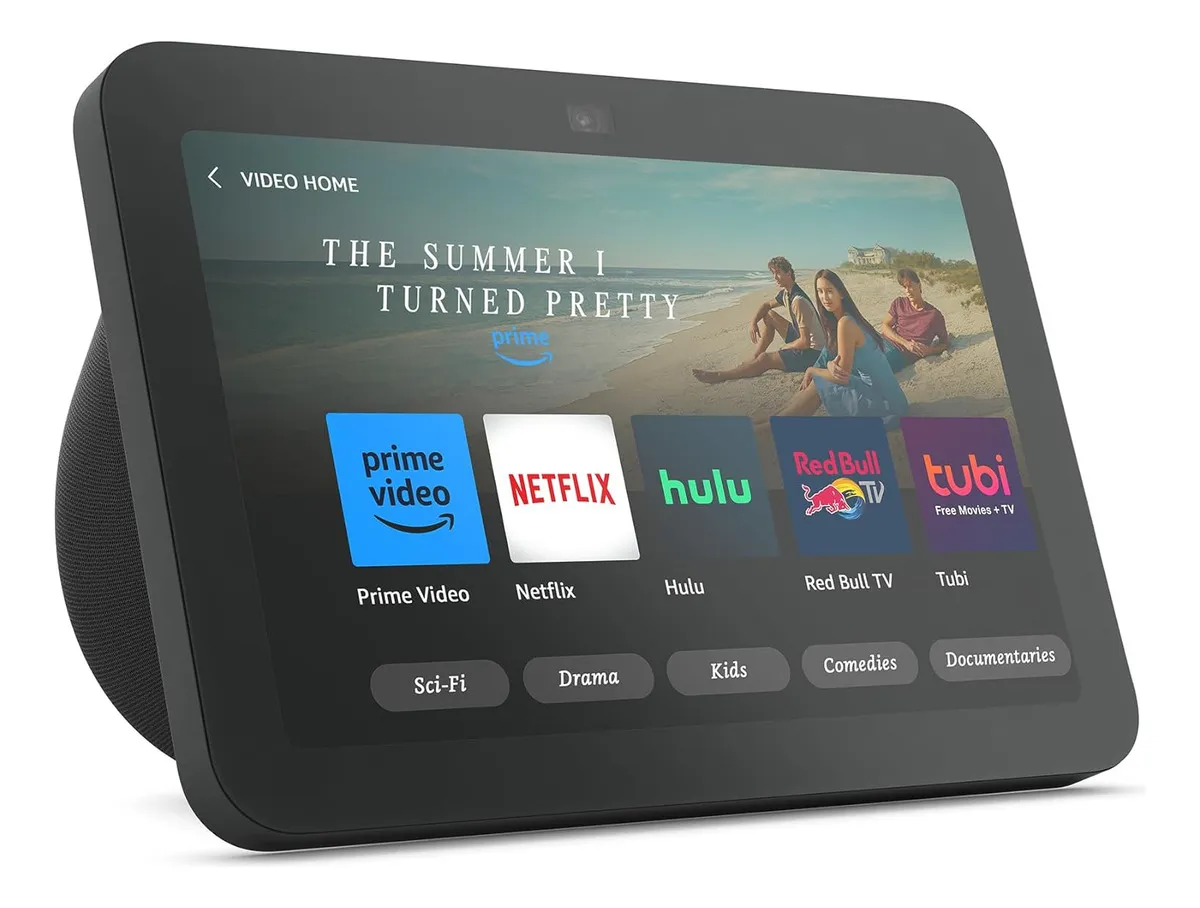 VIDEO HOME
THE SUMMER I
TURNED PRETTY
prime
prime
video
NETFLIX
hulu
Red Bull
TV
tubi
Free Movies + TV
Prime Video
Netflix
Hulu
Red Bull TV
Tubi
Sci-Fi
Drama
Kids
Comedies
Documentaries